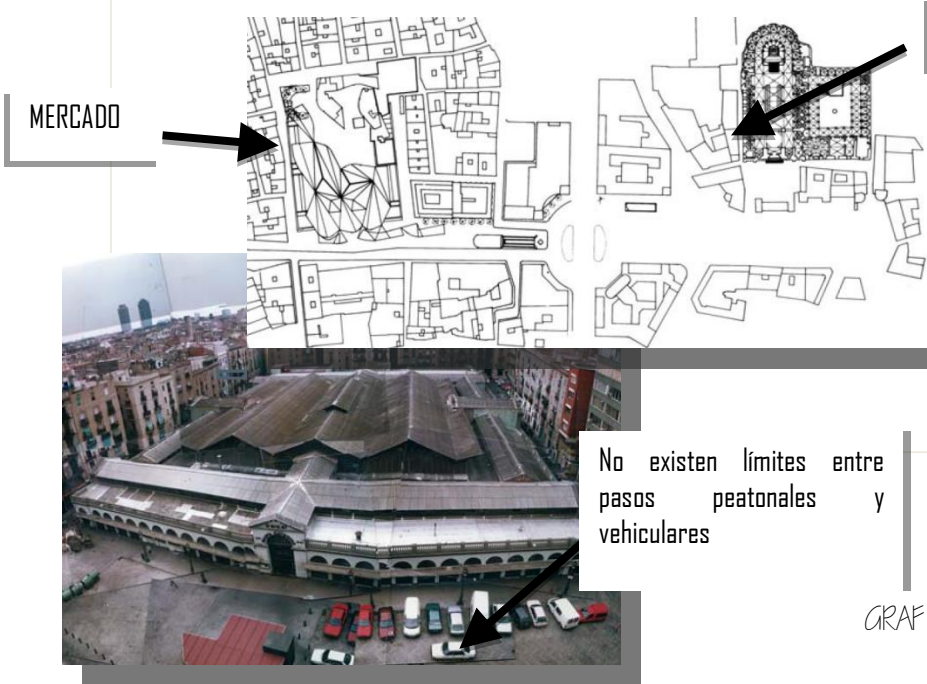 MERCADO
No existen límites entre
pasos peatonales y
vehiculares
GRAF